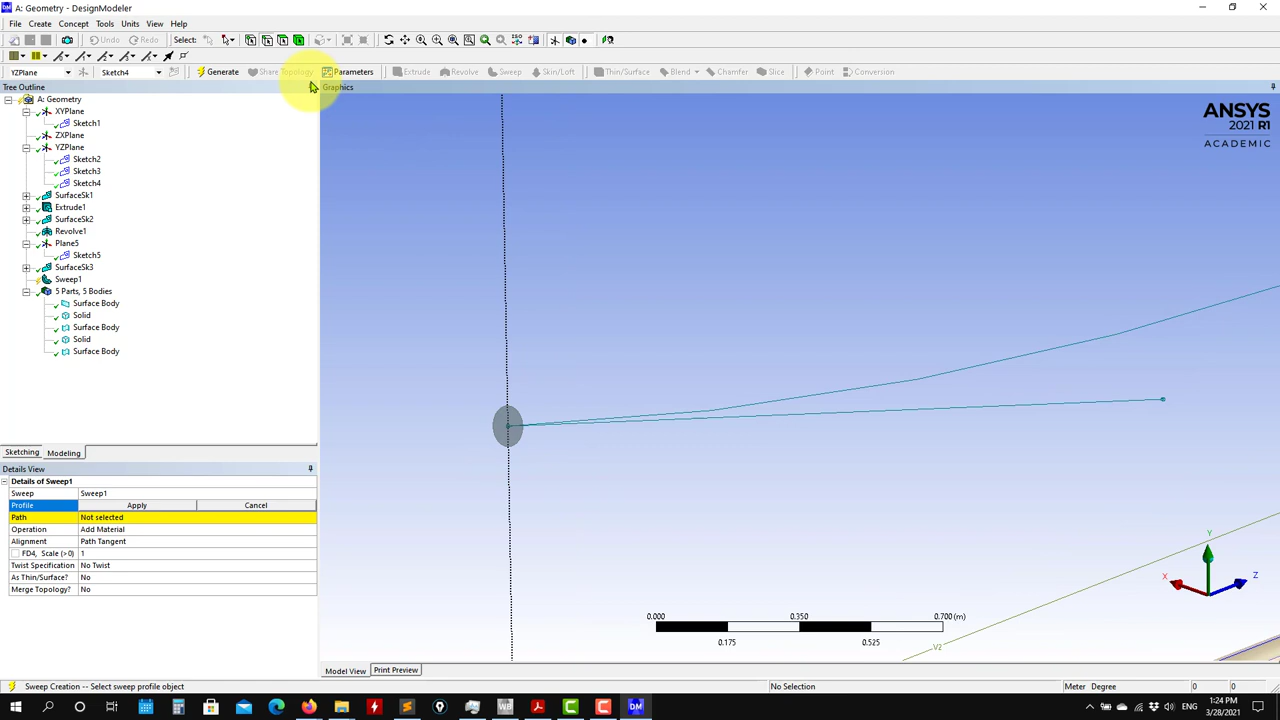 A: Geometry - DesignModeler
File Create Concept Tools Units View Help
Undo Redo Select:
YZPlane Sketch4 Generate Share Topology Parameters Extrude Revolve Sweep Skin/Loft Thin/Surface Blend Chamfer Slice Point Conversion
Tree Outline
Graphics
A: Geometry
XYPlane
Sketch1
ZXPlane
YZPlane
Sketch2
Sketch3
Sketch4
SurfaceSk1
Extrude1
SurfaceSk2
Revolve1
Plane5
Sketch5
SurfaceSk3
Sweep1
5 Parts, 5 Bodies
Surface Body
Solid
Surface Body
Solid
Surface Body
ANSYS
2021 R1
ACADEMIC
Sketching Modeling
Details View
Details of Sweep1
Sweep Sweep1
Profile Apply Cancel
Path Not selected
Operation Add Material
Alignment Path Tangent
FD4, Scale (>0) 1
Twist Specification No Twist
As Thin/Surface? No
Merge Topology? No
0.000 0.350 0.700 (m)
0.175 0.525
V2
Y
X
Z
Model View Print Preview
Sweep Creation -- Select sweep profile object No Selection Meter Degree 0 0
WB DM ENG 1:24 PM
3/28/2021